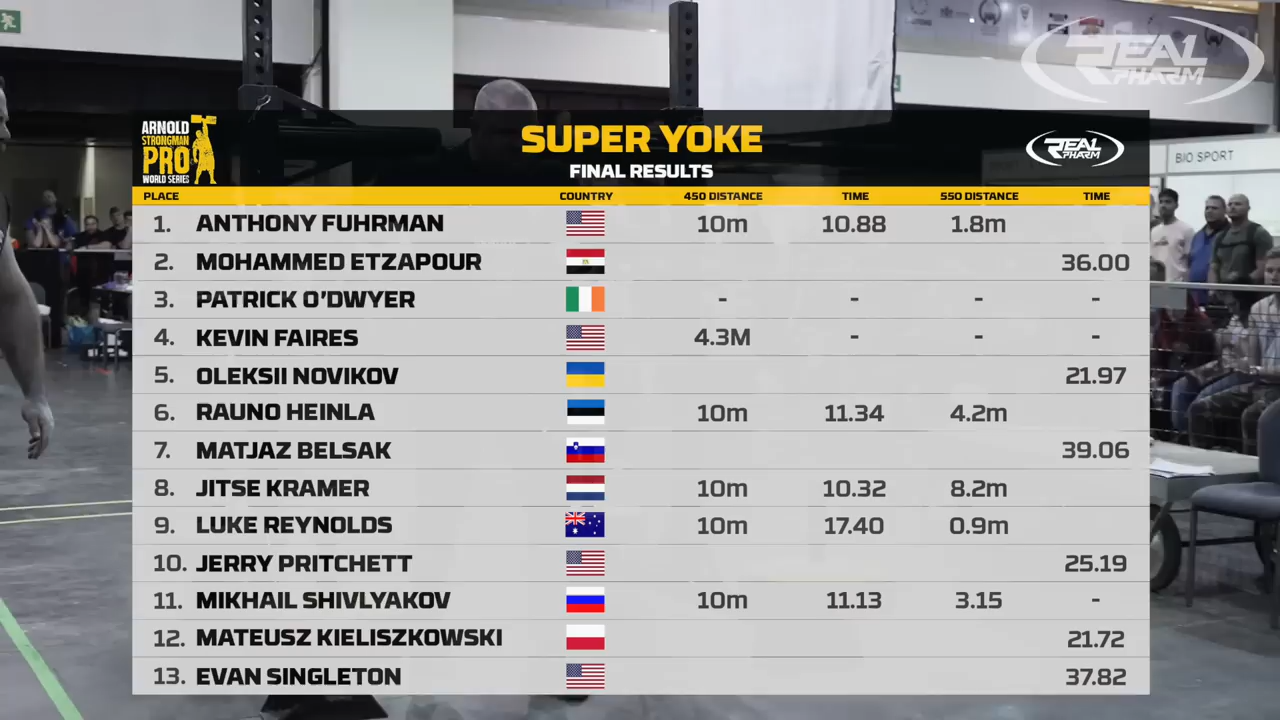 REAL PHARM
BIO SPORT
ARNOLD
STRONGMAN
PRO
WORLD SERIES
SUPER YOKE
FINAL RESULTS
REAL PHARM
PLACE COUNTRY 450 DISTANCE TIME 550 DISTANCE TIME
1. ANTHONY FUHRMAN 10m 10.88 1.8m
2. MOHAMMED ETZAPOUR 36.00
3. PATRICK O'DWYER - - - -
4. KEVIN FAIRES 4.3M - - -
5. OLEKSII NOVIKOV 21.97
6. RAUNO HEINLA 10m 11.34 4.2m
7. MATJAZ BELSAK 39.06
8. JITSE KRAMER 10m 10.32 8.2m
9. LUKE REYNOLDS 10m 17.40 0.9m
10. JERRY PRITCHETT 25.19
11. MIKHAIL SHIVLYAKOV 10m 11.13 3.15 -
12. MATEUSZ KIELISZKOWSKI 21.72
13. EVAN SINGLETON 37.82